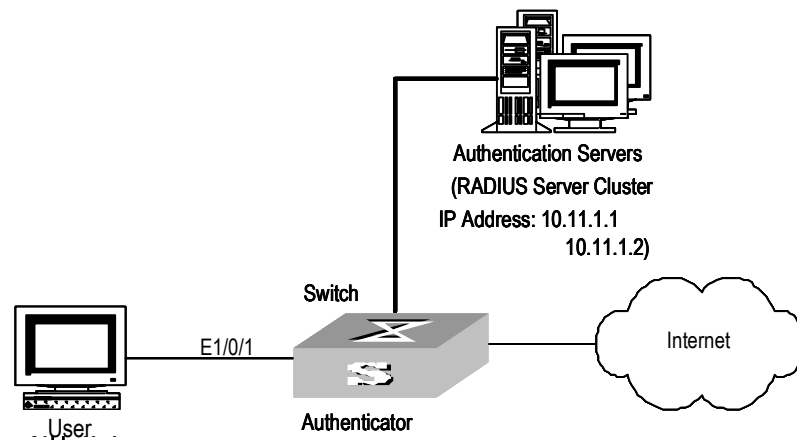 Authentication Servers
(RADIUS Server Cluster
IP Address: 10.11.1.1
10.11.1.2)
Switch
E1/0/1
Internet
User
Authenticator